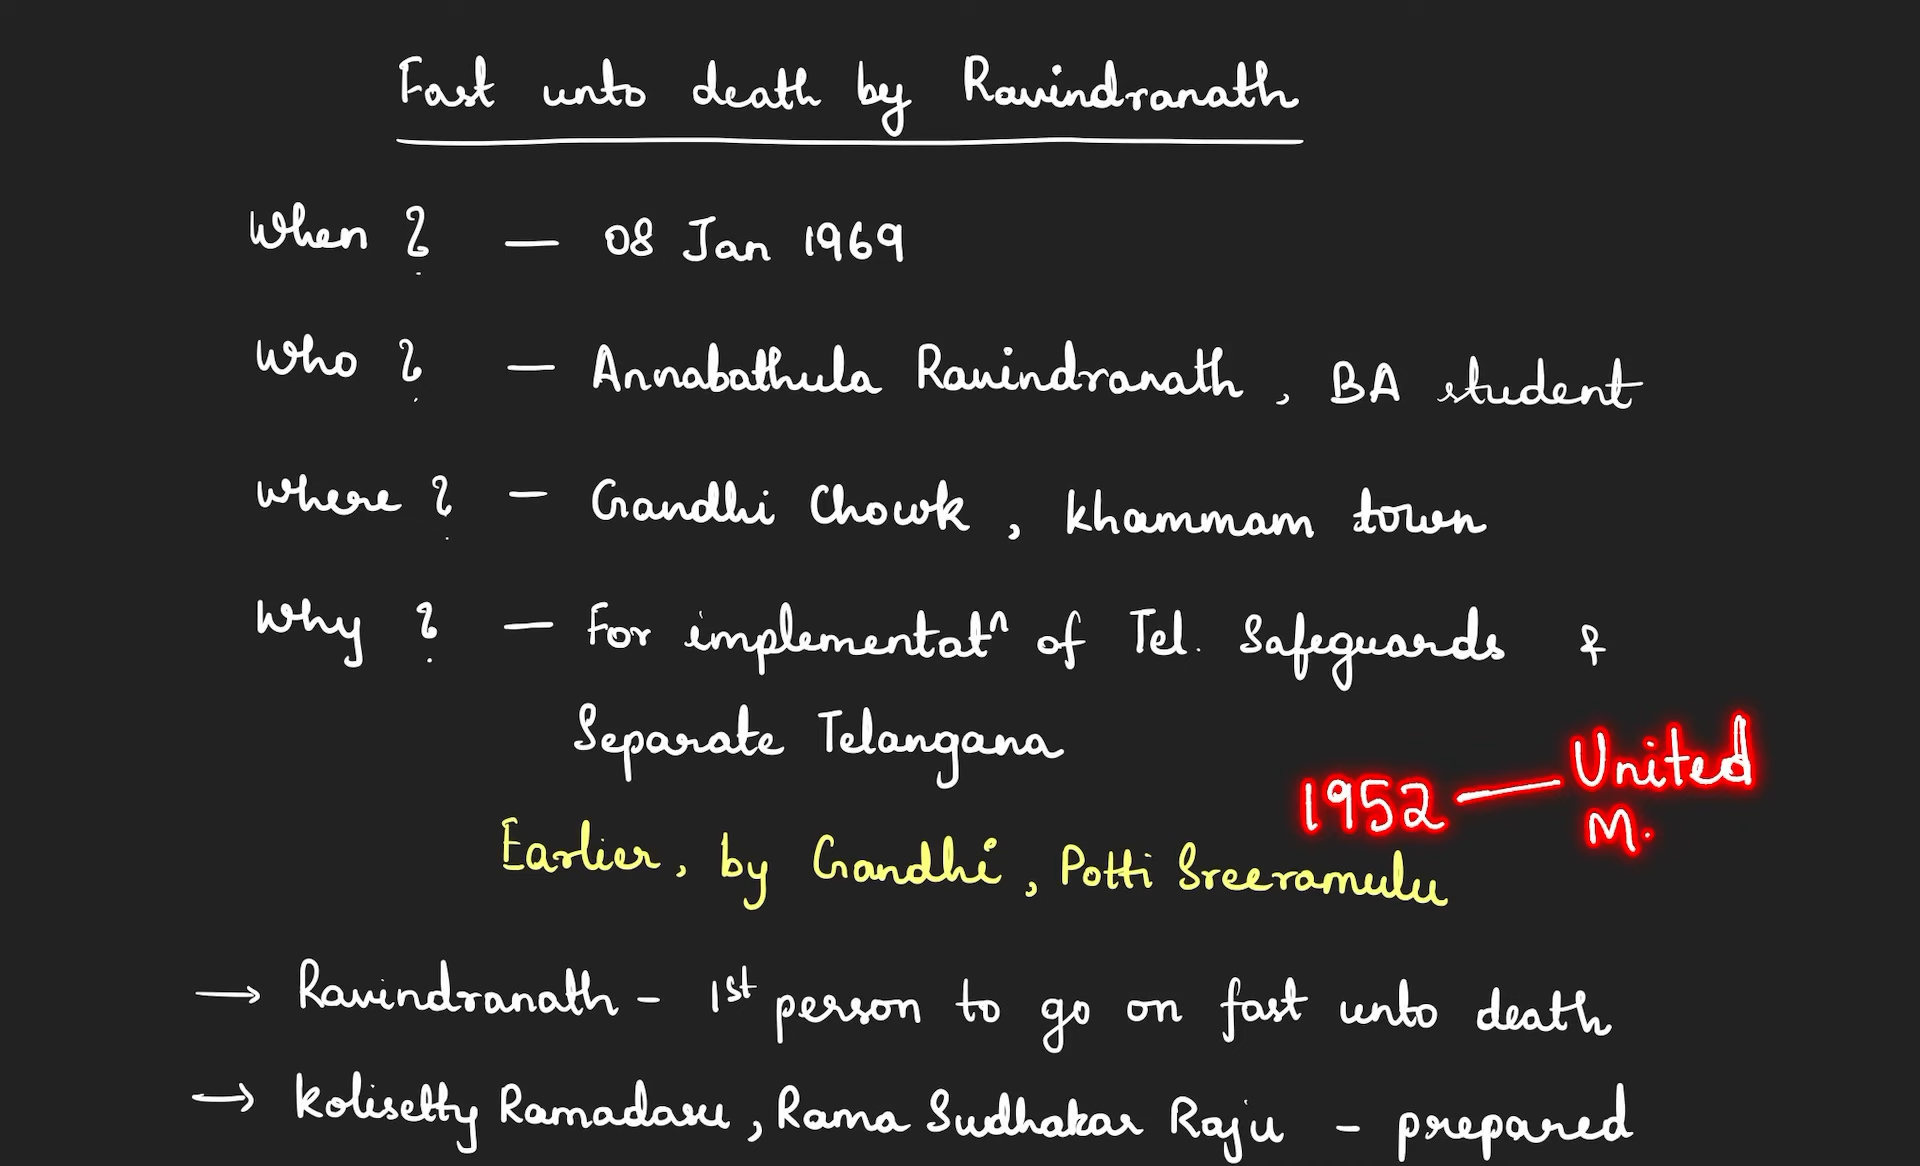 Fast unto death by Ravindranath
When ? — 08 Jan 1969
Who ? — Annabathula Ravindranath, BA student
Where ? — Gandhi Chowk, Khammam town
Why ? — For implementatⁿ of Tel. Safeguards &
Separate Telangana
1952 — United
M.
Earlier, by Gandhi, Potti Sreeramulu
→ Ravindranath - 1st person to go on fast unto death
→ Kolisetty Ramadasu, Rama Sudhakar Raju - prepared